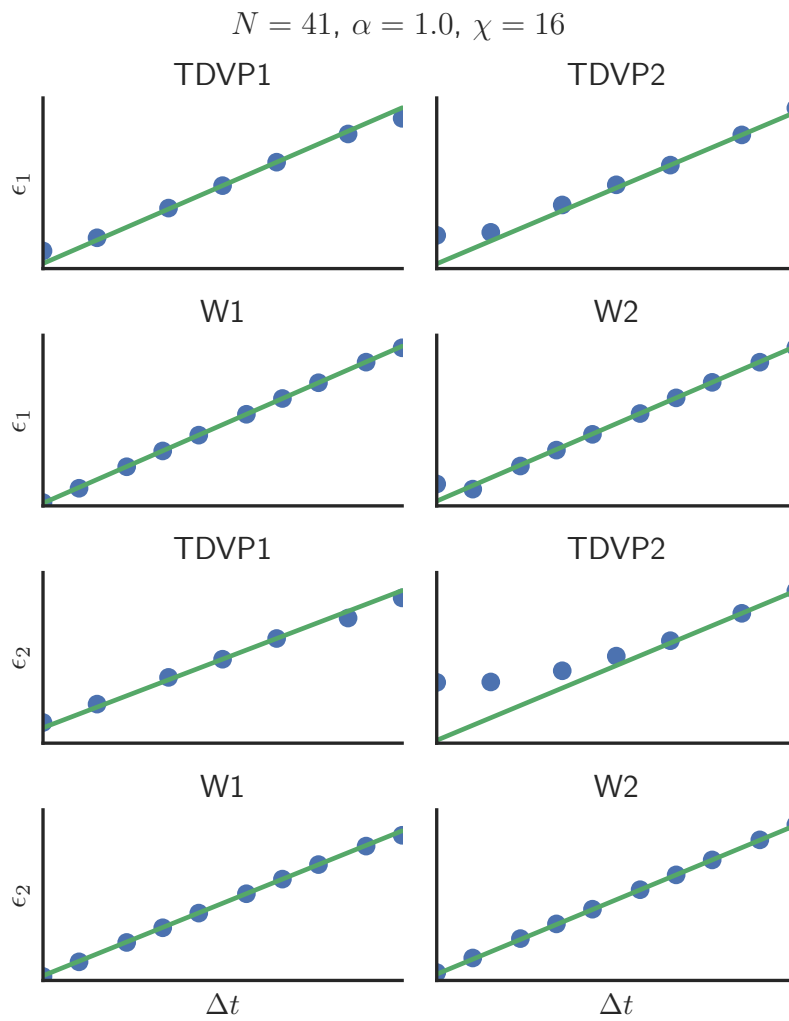 N = 41, α = 1.0, χ = 16
TDVP1 TDVP2
ϵ₁
W1 W2
ϵ₁
TDVP1 TDVP2
ϵ₂
W1 W2
ϵ₂
Δt Δt